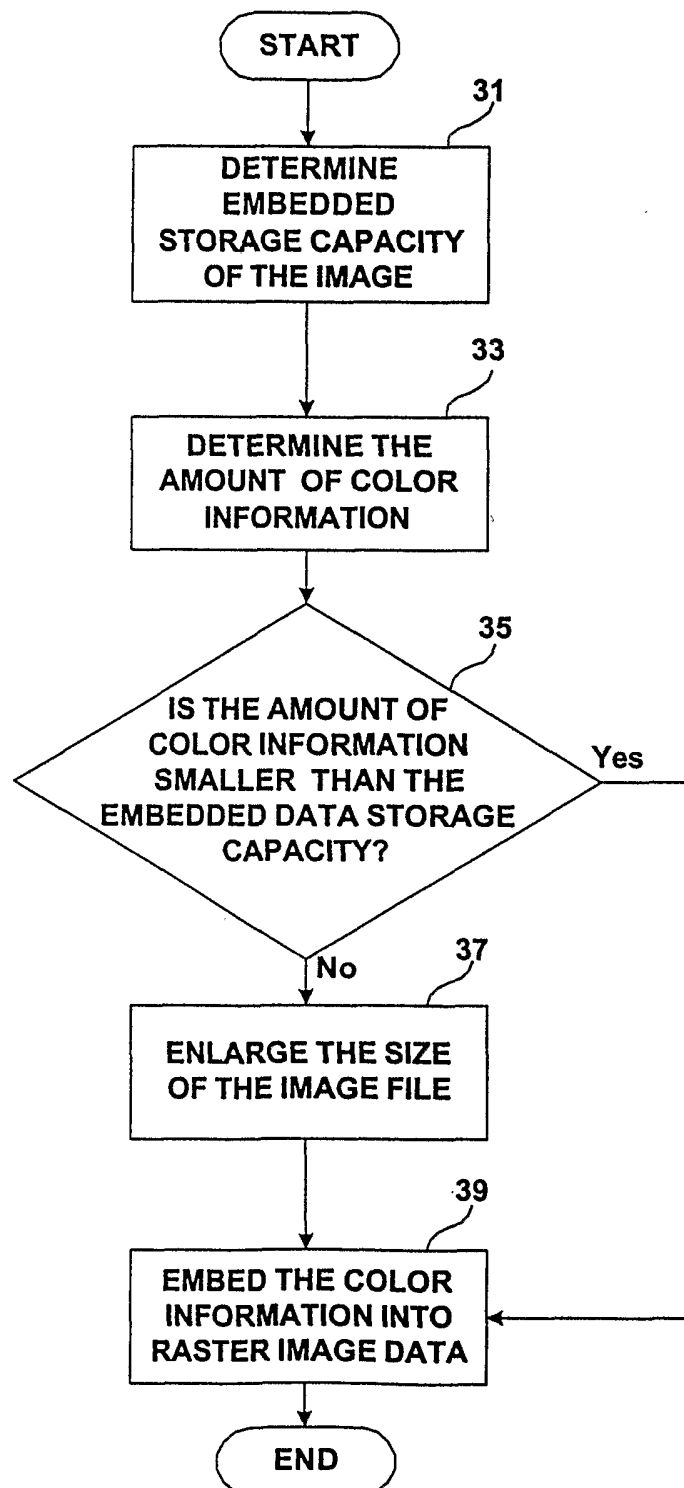 START
31
DETERMINE
EMBEDDED
STORAGE CAPACITY
OF THE IMAGE
33
DETERMINE THE
AMOUNT OF COLOR
INFORMATION
35
IS THE AMOUNT OF
COLOR INFORMATION
SMALLER THAN THE
EMBEDDED DATA STORAGE
CAPACITY?
Yes
No
37
ENLARGE THE SIZE
OF THE IMAGE FILE
39
EMBED THE COLOR
INFORMATION INTO
RASTER IMAGE DATA
END